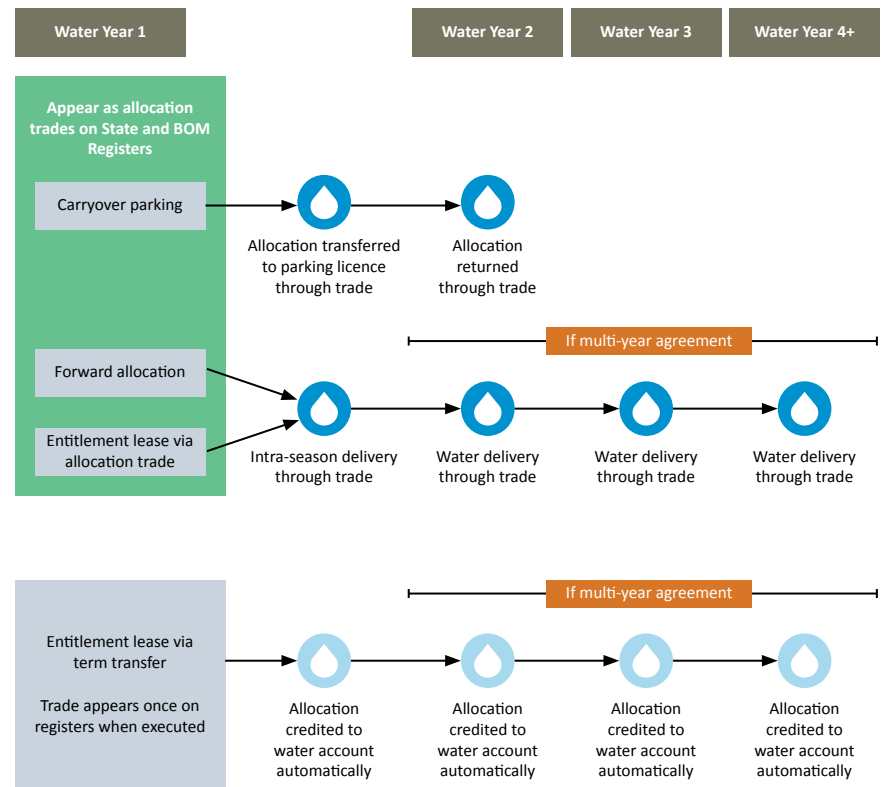 Water Year 1
Water Year 2
Water Year 3
Water Year 4+
Appear as allocation
trades on State and BOM
Registers
Carryover parking
Allocation transferred
to parking licence
through trade
Allocation
returned
through trade
If multi-year agreement
Forward allocation
Entitlement lease via
allocation trade
Intra-season delivery
through trade
Water delivery
through trade
Water delivery
through trade
Water delivery
through trade
If multi-year agreement
Entitlement lease via
term transfer
Trade appears once on
registers when executed
Allocation
credited to
water account
automatically
Allocation
credited to
water account
automatically
Allocation
credited to
water account
automatically
Allocation
credited to
water account
automatically